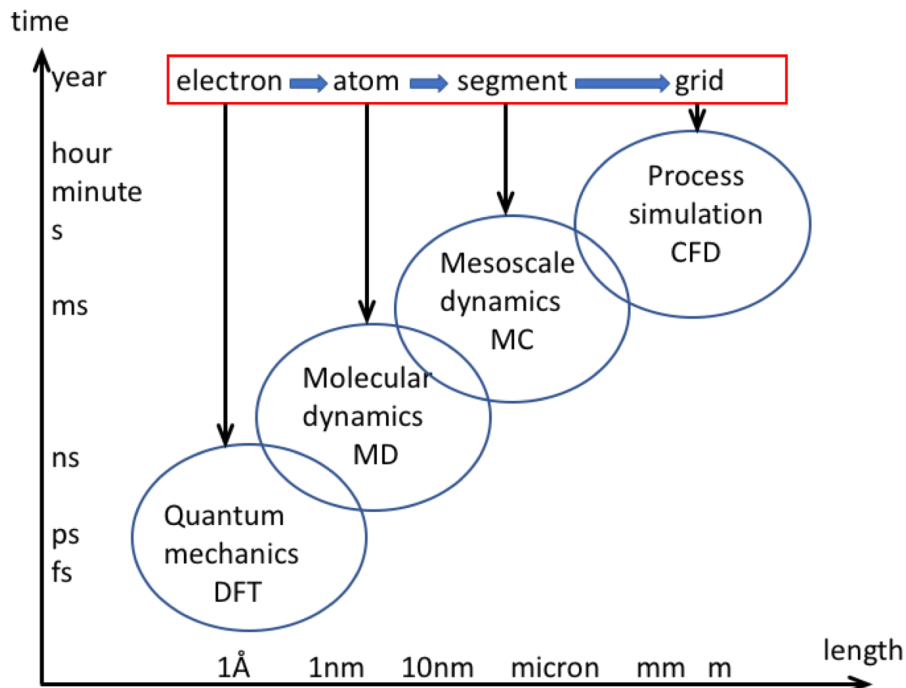 time
year
electron atom segment grid
hour
minute
s
ms
ns
ps
fs
Process
simulation
CFD
Mesoscale
dynamics
MC
Molecular
dynamics
MD
Quantum
mechanics
DFT
1Å 1nm 10nm micron mm m
length